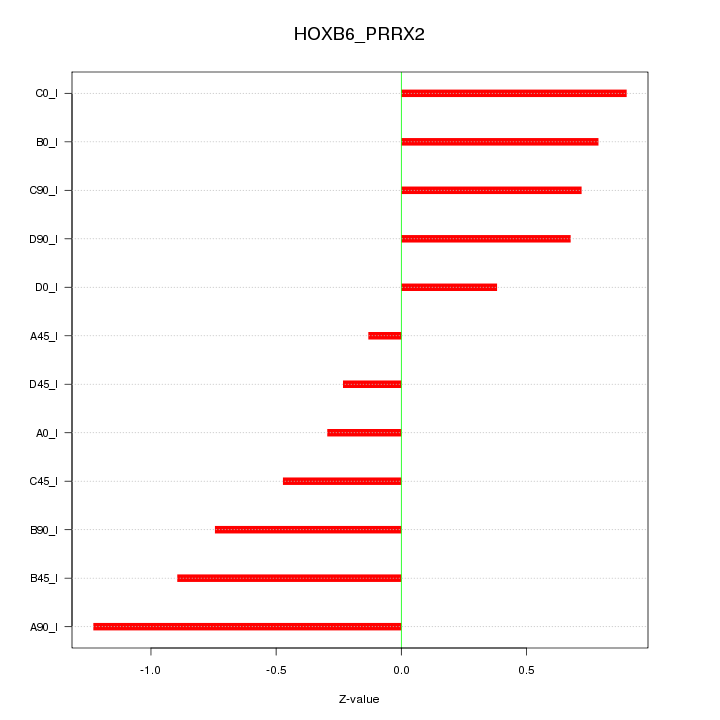 HOXB6_PRRX2
C0_I
B0_I
C90_I
D90_I
D0_I
A45_I
D45_I
A0_I
C45_I
B90_I
B45_I
A90_I
-1.0 -0.5 0.0 0.5
Z-value